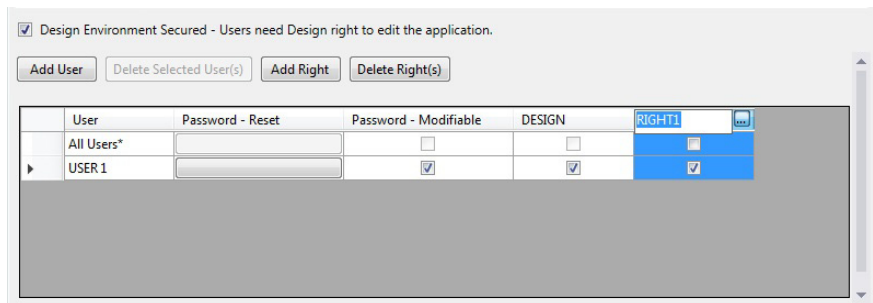 Design Environment Secured - Users need Design right to edit the application.
Add User Delete Selected User(s) Add Right Delete Right(s)
User Password - Reset Password - Modifiable DESIGN RIGHT1 ...
All Users*
USER 1